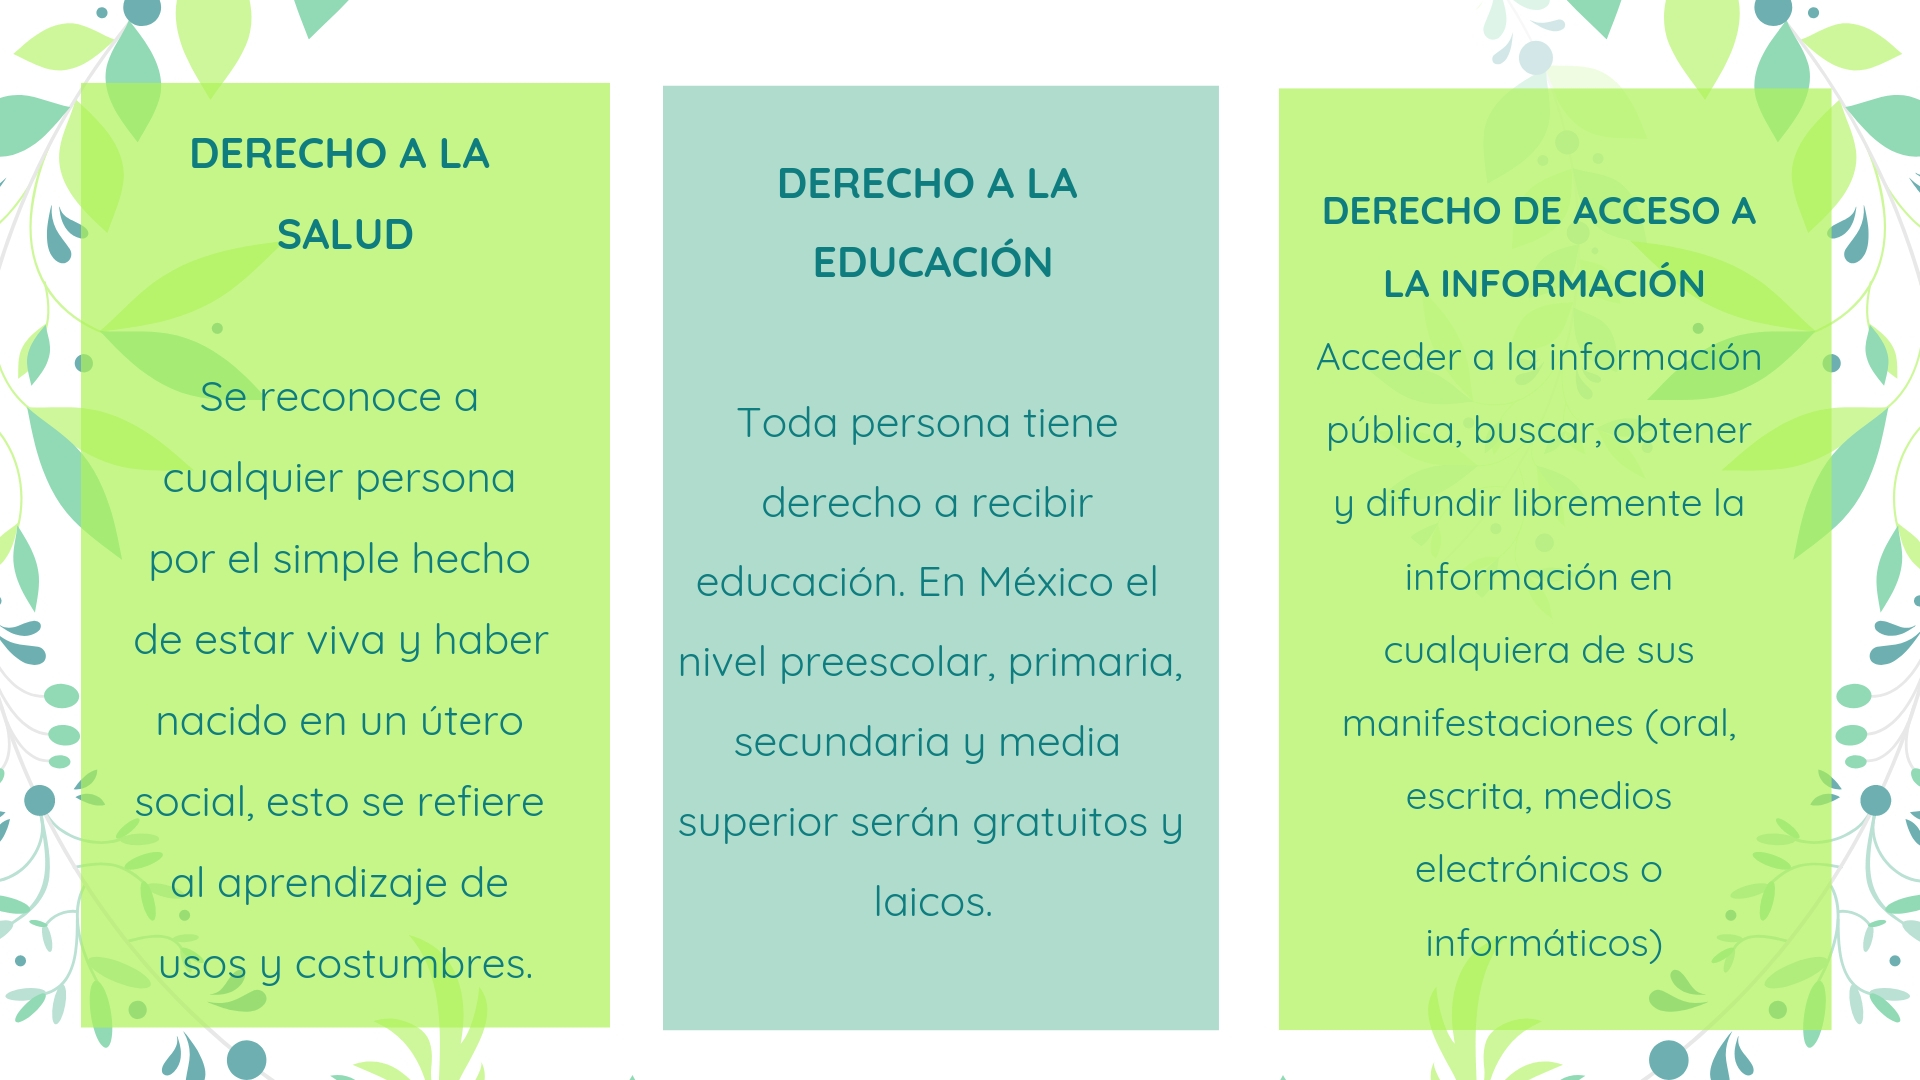 DERECHO A LA
SALUD
Se reconoce a
cualquier persona
por el simple hecho
de estar viva y haber
nacido en un útero
social, esto se refiere
al aprendizaje de
usos y costumbres.
DERECHO A LA
EDUCACIÓN
Toda persona tiene
derecho a recibir
educación. En México el
nivel preescolar, primaria,
secundaria y media
superior serán gratuitos y
laicos.
DERECHO DE ACCESO A
LA INFORMACIÓN
Acceder a la información
pública, buscar, obtener
y difundir libremente la
información en
cualquiera de sus
manifestaciones (oral,
escrita, medios
electrónicos o
informáticos)